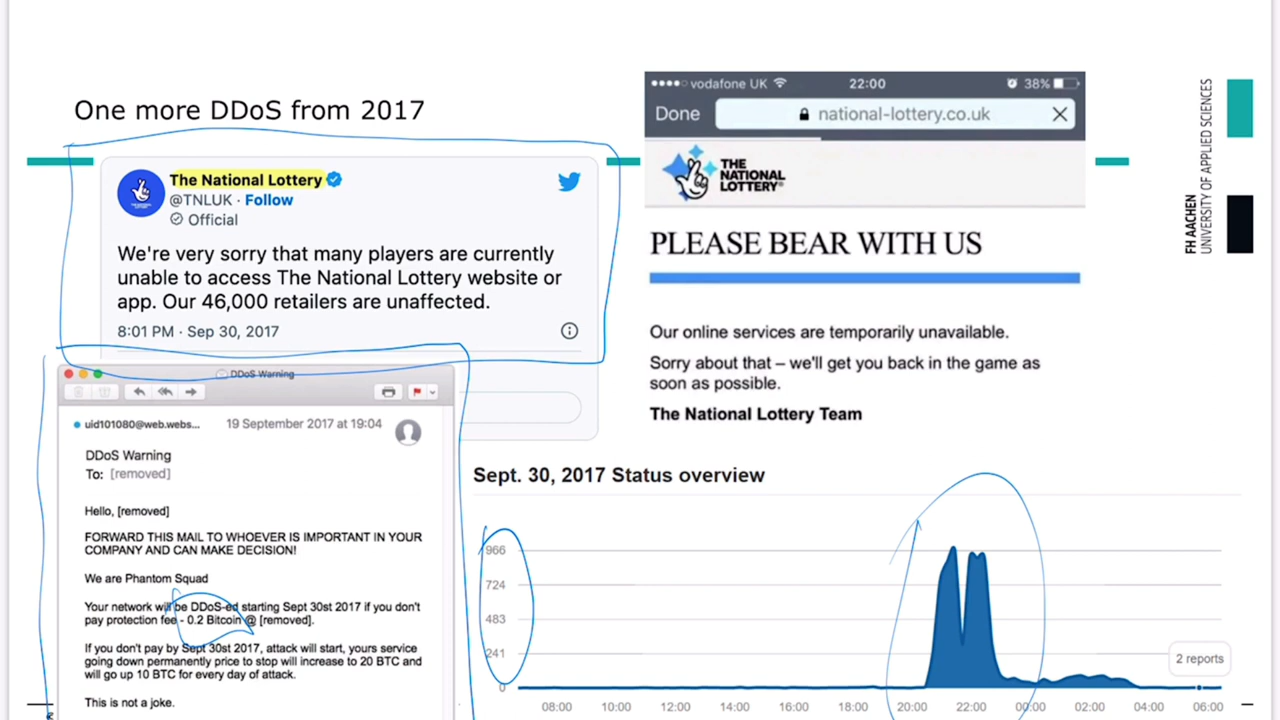 One more DDoS from 2017
The National Lottery
@TNLUK · Follow
Official
We're very sorry that many players are currently
unable to access The National Lottery website or
app. Our 46,000 retailers are unaffected.
8:01 PM · Sep 30, 2017
DDoS Warning
uid101080@web.webs... 19 September 2017 at 19:04
DDoS Warning
To: [removed]
Hello, [removed]
FORWARD THIS MAIL TO WHOEVER IS IMPORTANT IN YOUR
COMPANY AND CAN MAKE DECISION!
We are Phantom Squad
Your network will be DDoS-ed starting Sept 30st 2017 if you don't
pay protection fee - 0.2 Bitcoin @ [removed].
If you don't pay by Sept 30st 2017, attack will start, yours service
going down permanently price to stop will increase to 20 BTC and
will go up 10 BTC for every day of attack.
This is not a joke.
vodafone UK 22:00 38%
Done national-lottery.co.uk
THE
NATIONAL
LOTTERY®
PLEASE BEAR WITH US
Our online services are temporarily unavailable.
Sorry about that – we'll get you back in the game as
soon as possible.
The National Lottery Team
Sept. 30, 2017 Status overview
966
724
483
241
0
2 reports
08:00 10:00 12:00 14:00 16:00 18:00 20:00 22:00 00:00 02:00 04:00 06:00
FH AACHEN
UNIVERSITY OF APPLIED SCIENCES